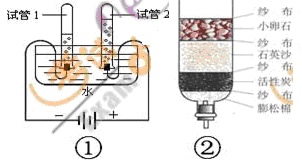 试管1
试管2
水
− +
①
纱布
小卵石
纱布
石英沙
纱布
活性炭
纱布
膨松棉
②